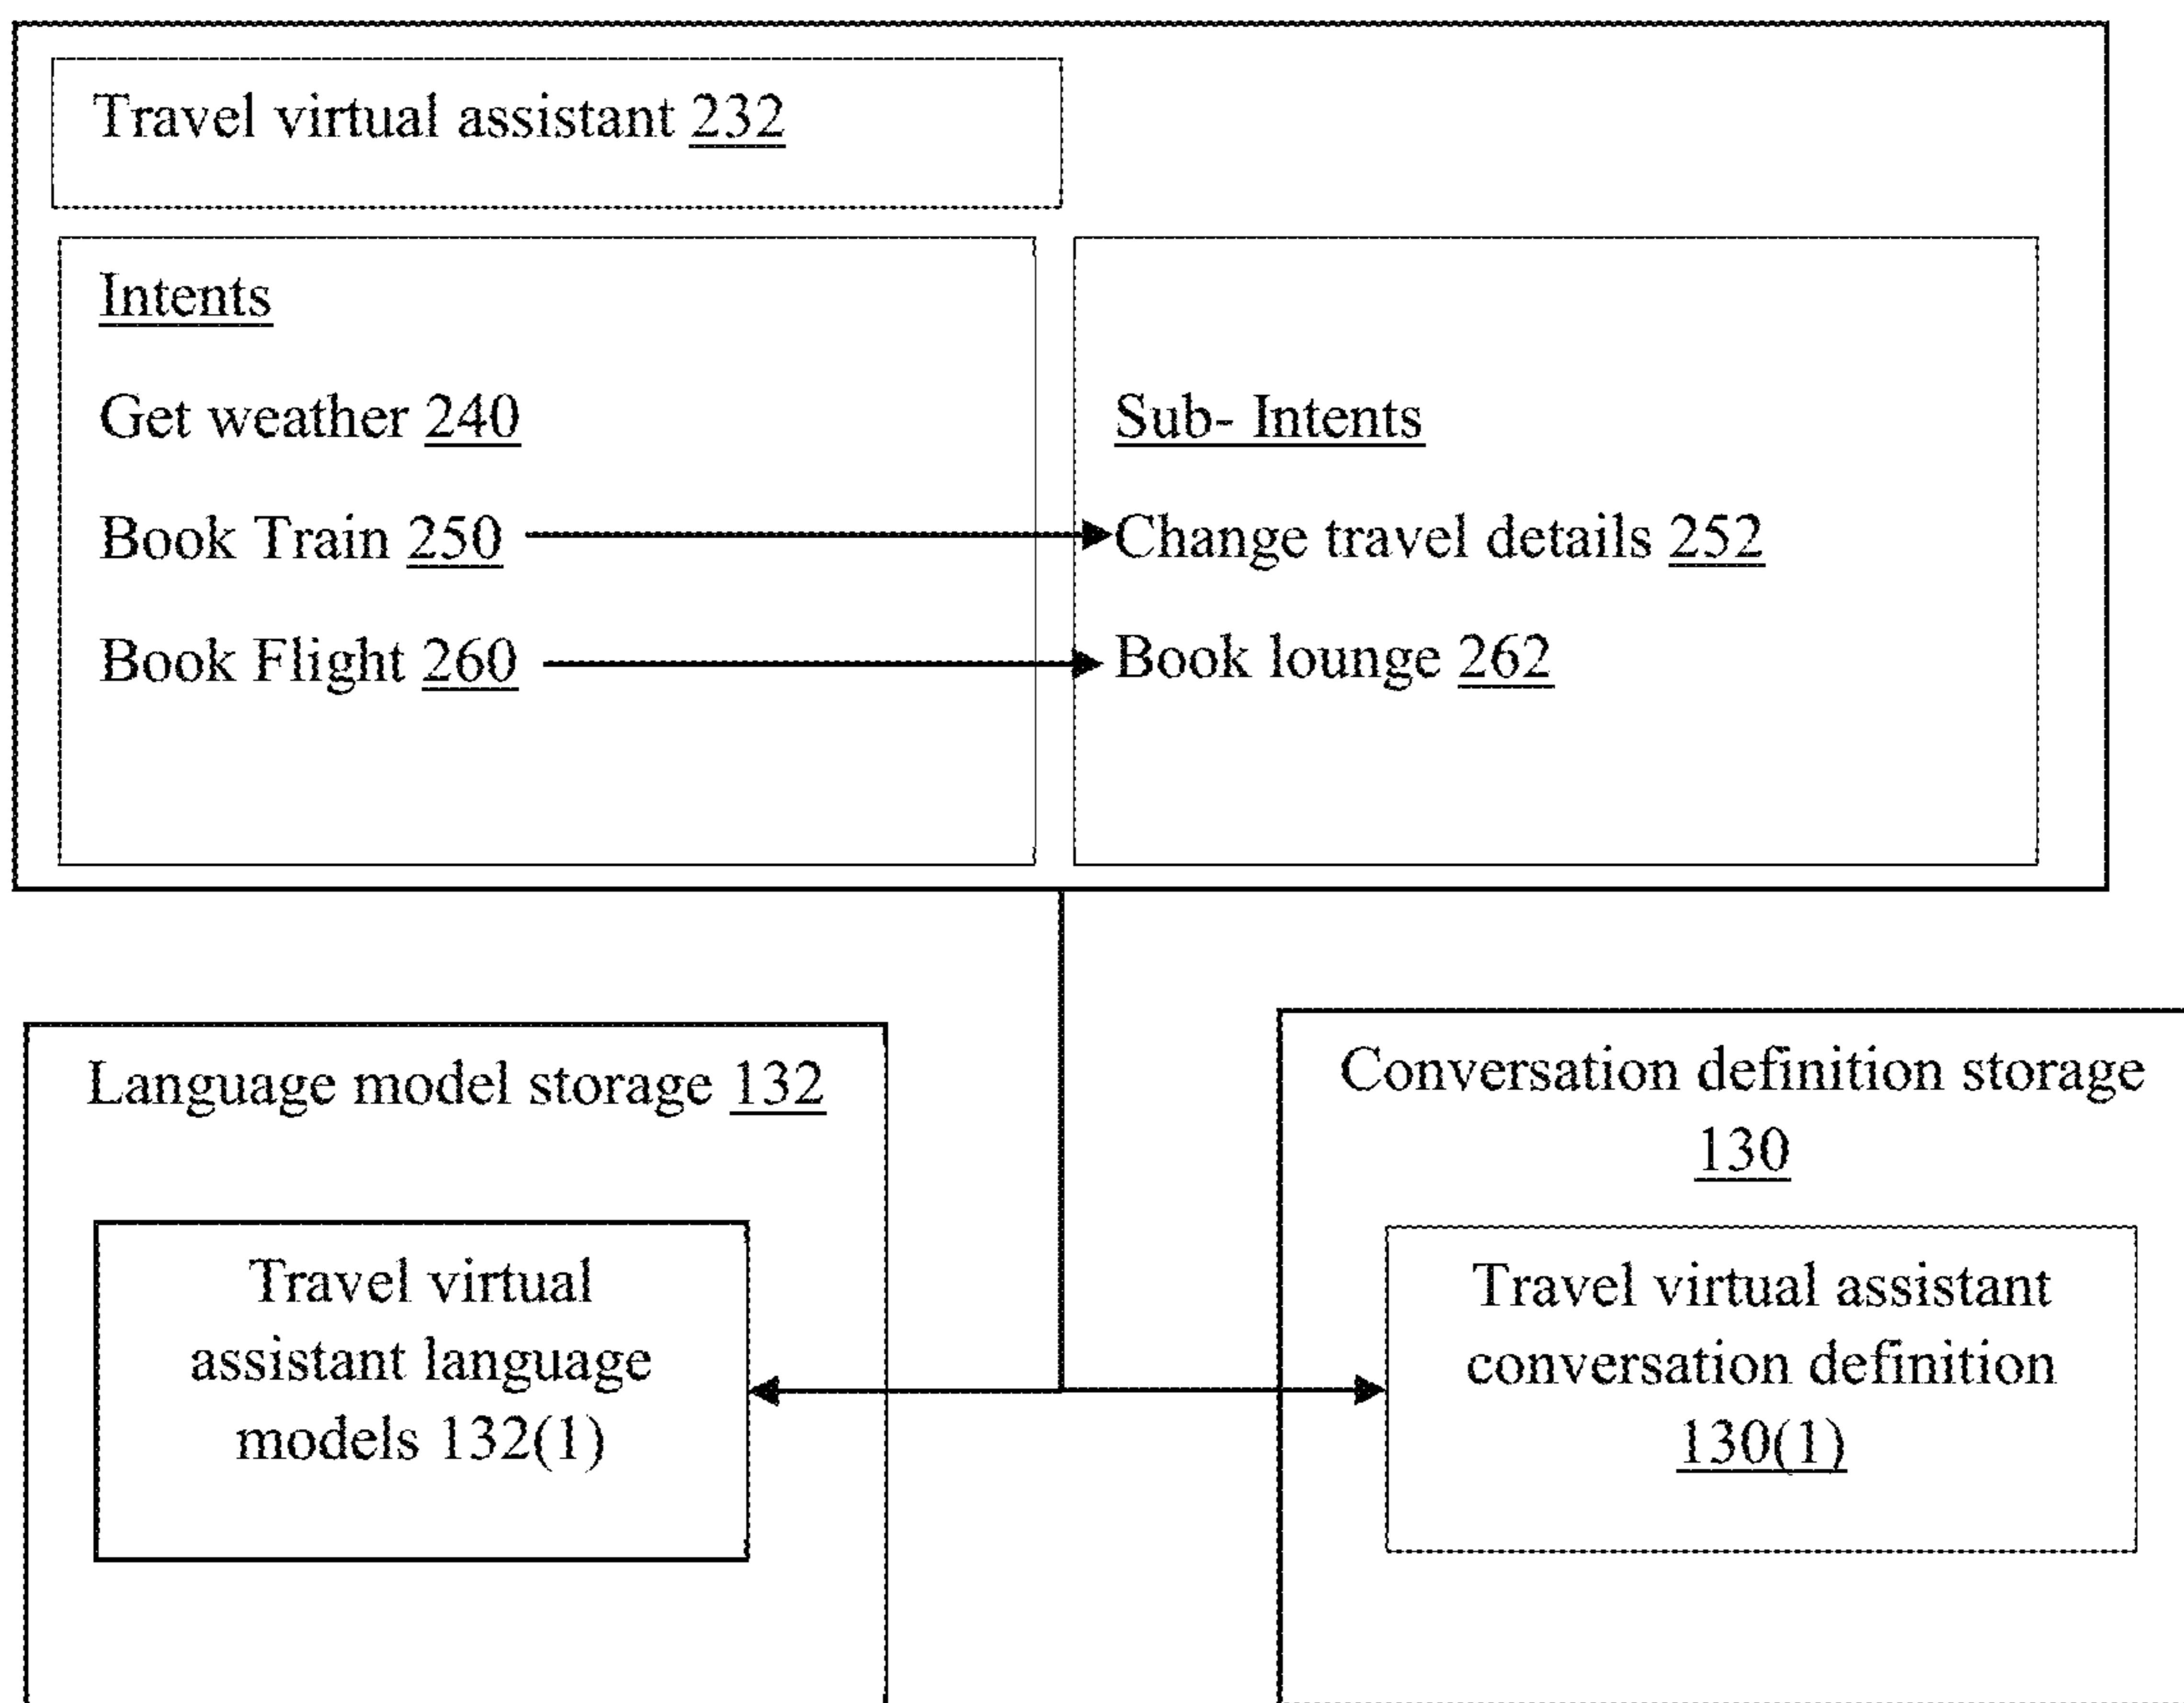 Travel virtual assistant 232
Intents
Get weather 240
Book Train 250
Book Flight 260
Sub- Intents
Change travel details 252
Book lounge 262
Language model storage 132
Travel virtual
assistant language
models 132(1)
Conversation definition storage
130
Travel virtual assistant
conversation definition
130(1)